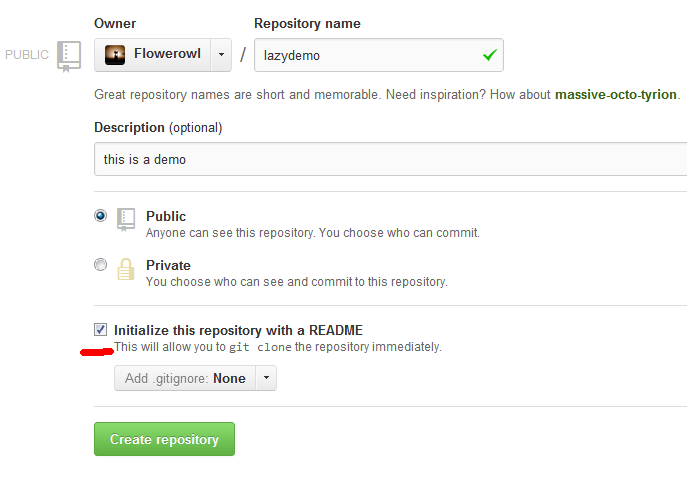 Owner Repository name
PUBLIC Flowerowl / lazydemo
Great repository names are short and memorable. Need inspiration? How about massive-octo-tyrion.
Description (optional)
this is a demo
Public
Anyone can see this repository. You choose who can commit.
Private
You choose who can see and commit to this repository.
Initialize this repository with a README
This will allow you to git clone the repository immediately.
Add .gitignore: None
Create repository